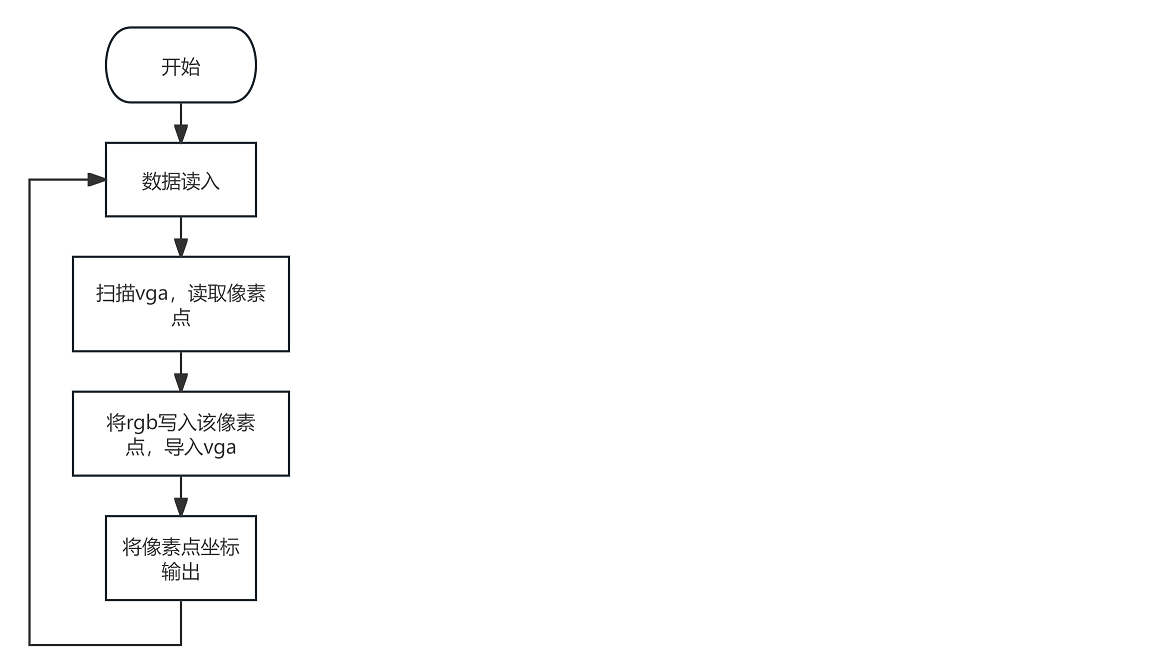 开始
数据读入
扫描vga，读取像素
点
将rgb写入该像素
点，导入vga
将像素点坐标
输出